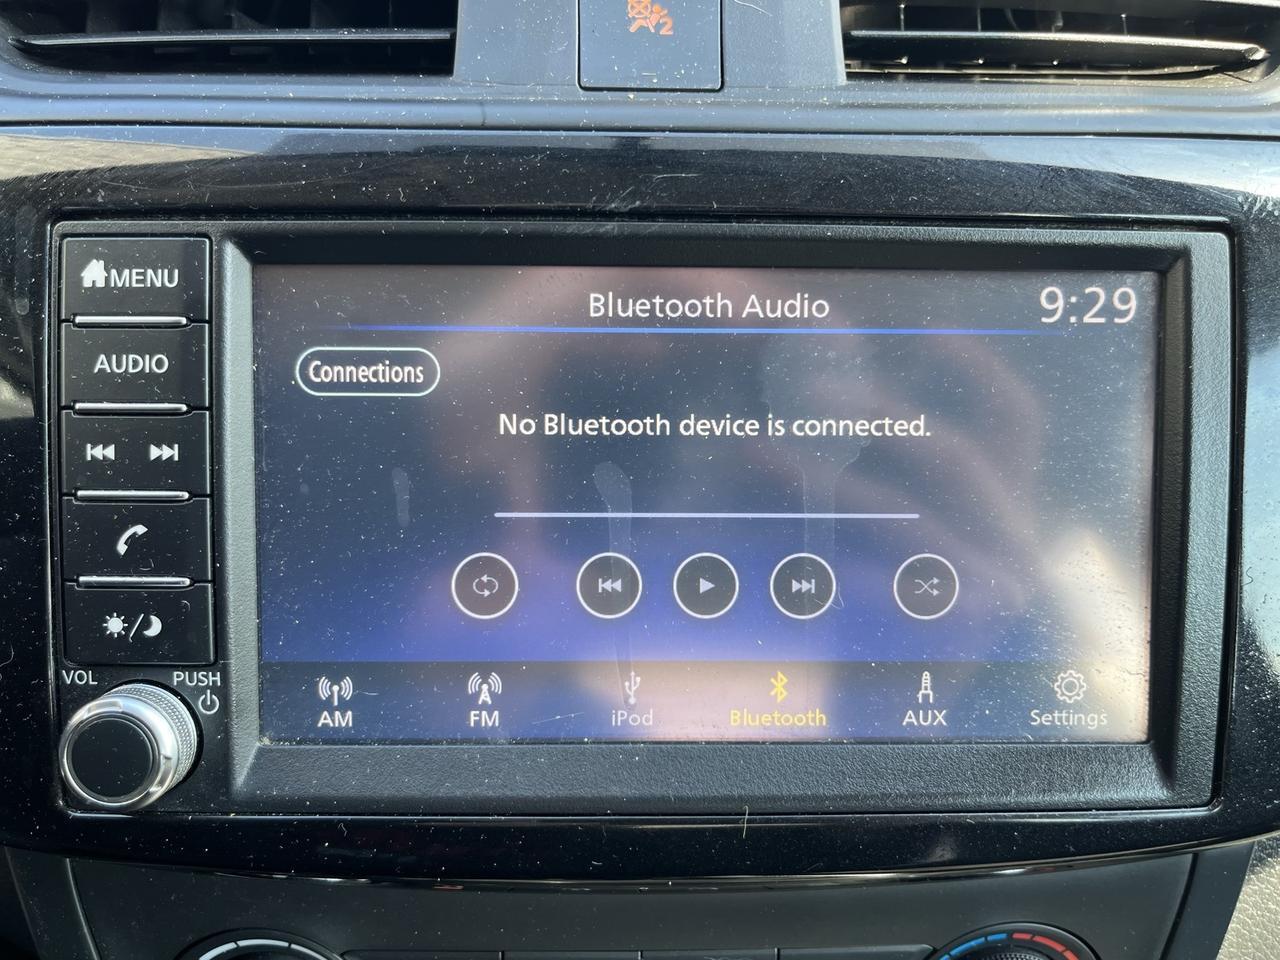 2
MENU
AUDIO
VOL
PUSH
Bluetooth Audio
9:29
Connections
No Bluetooth device is connected.
AM
FM
iPod
Bluetooth
AUX
Settings